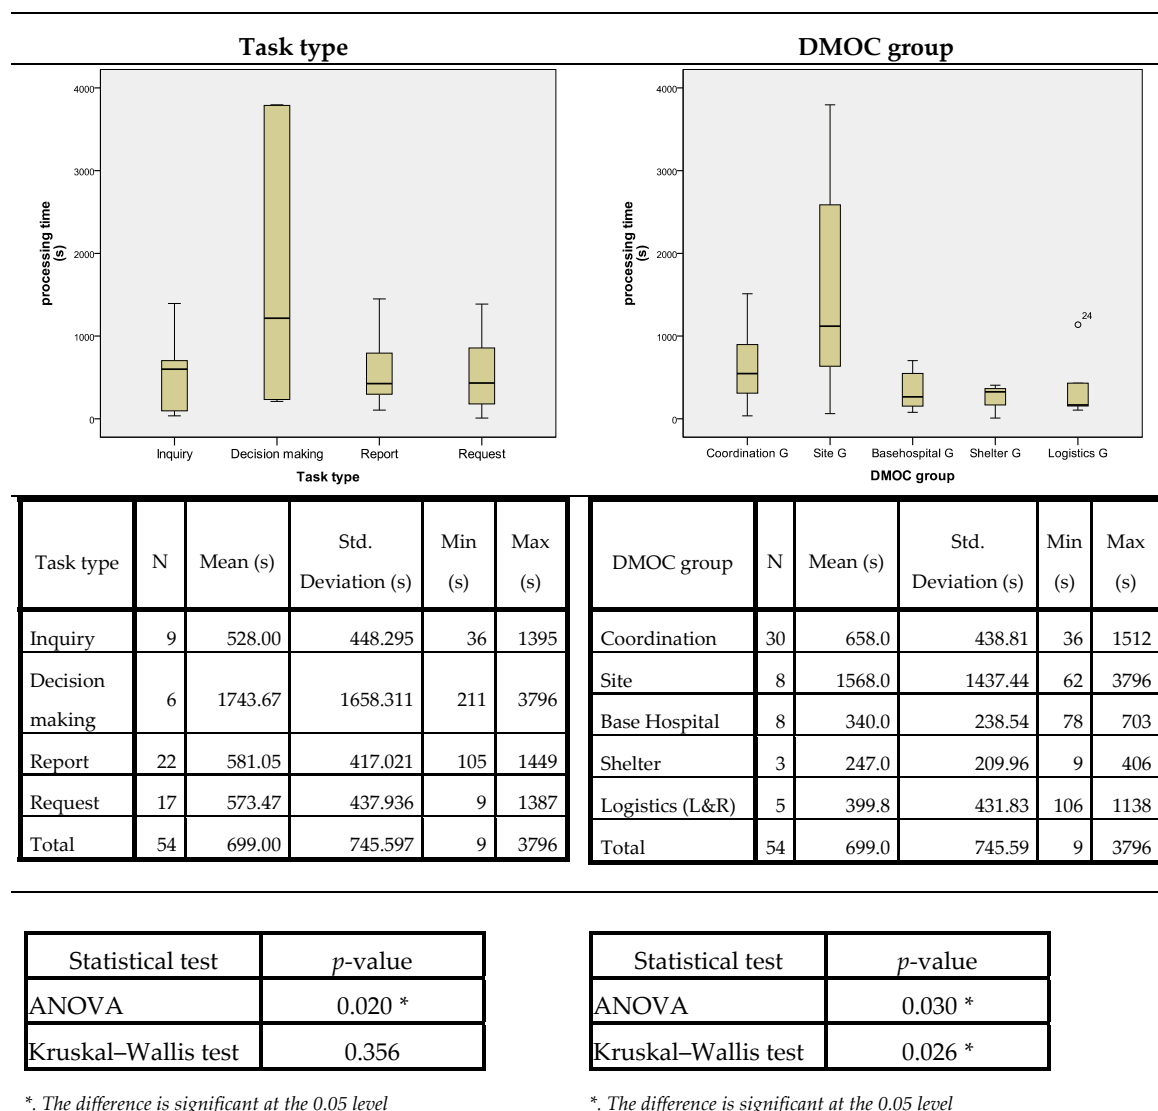 Task type
DMOC group
4000
3000
2000
1000
0
processing time
(s)
Inquiry Decision making Report Request
Task type
4000
3000
2000
1000
0
processing time
(s)
24
Coordination G Site G Basehospital G Shelter G Logistics G
DMOC group
Task type N Mean (s) Std. Deviation (s) Min (s) Max (s)
Inquiry 9 528.00 448.295 36 1395
Decision making 6 1743.67 1658.311 211 3796
Report 22 581.05 417.021 105 1449
Request 17 573.47 437.936 9 1387
Total 54 699.00 745.597 9 3796
DMOC group N Mean (s) Std. Deviation (s) Min (s) Max (s)
Coordination 30 658.0 438.81 36 1512
Site 8 1568.0 1437.44 62 3796
Base Hospital 8 340.0 238.54 78 703
Shelter 3 247.0 209.96 9 406
Logistics (L&R) 5 399.8 431.83 106 1138
Total 54 699.0 745.59 9 3796
Statistical test p-value
ANOVA 0.020 *
Kruskal–Wallis test 0.356
*. The difference is significant at the 0.05 level
Statistical test p-value
ANOVA 0.030 *
Kruskal–Wallis test 0.026 *
*. The difference is significant at the 0.05 level